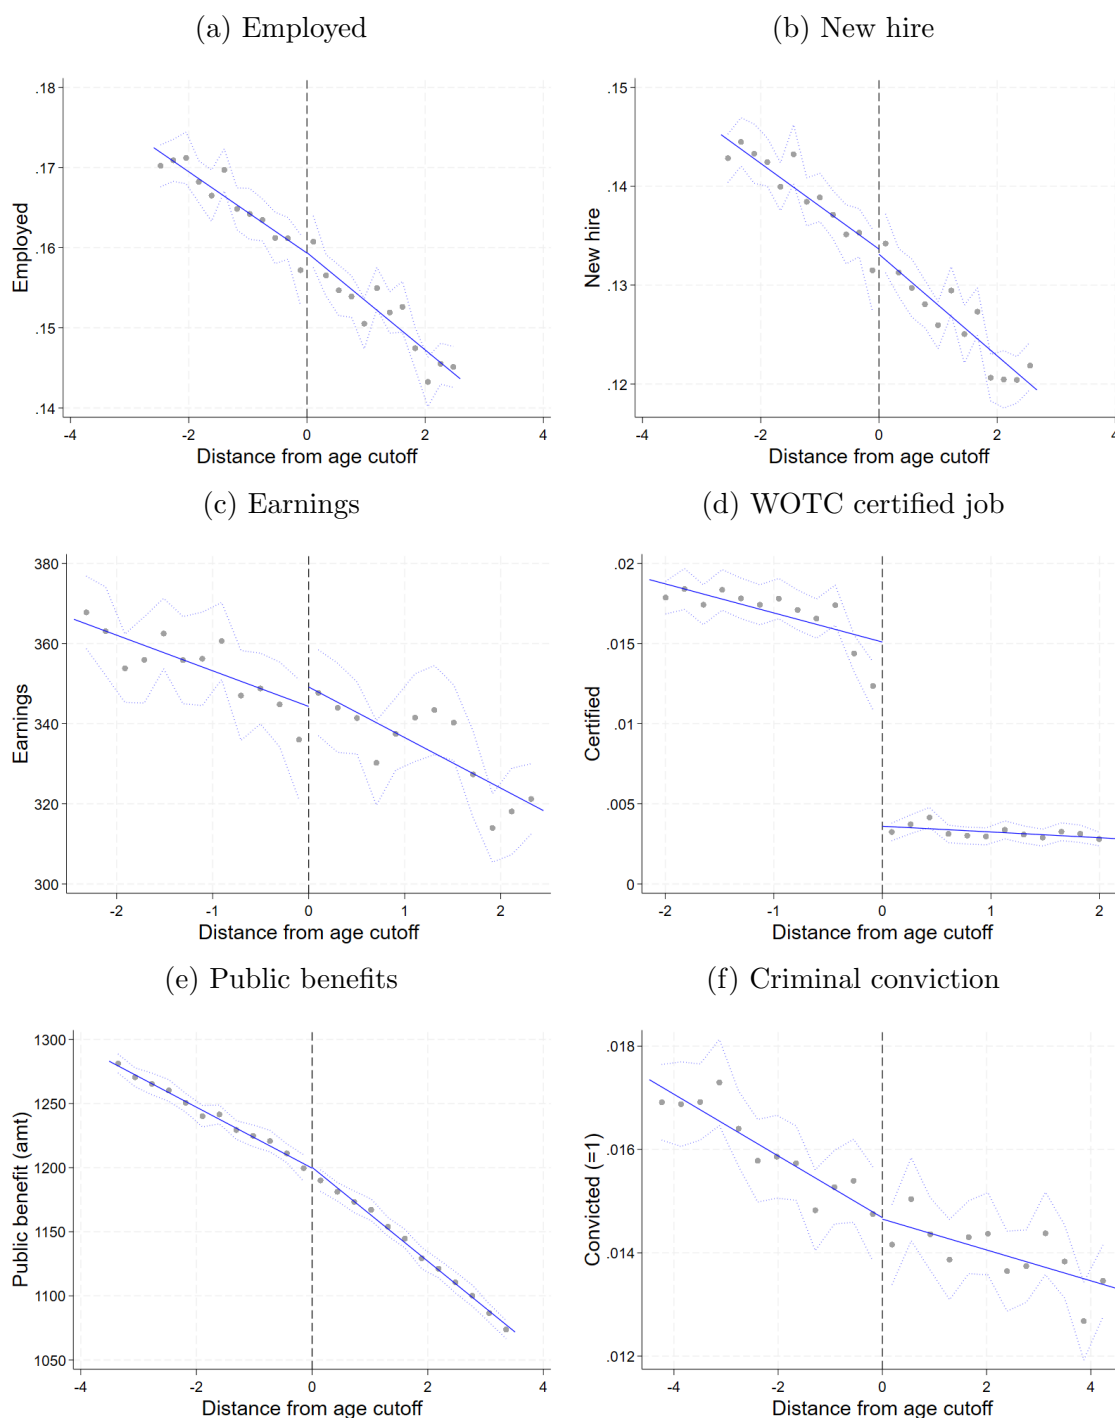 (a) Employed
.18
.17
.16
.15
.14
Employed
-4 -2 0 2 4
Distance from age cutoff
(b) New hire
.15
.14
.13
.12
New hire
-4 -2 0 2 4
Distance from age cutoff
(c) Earnings
380
360
340
320
300
Earnings
-2 -1 0 1 2
Distance from age cutoff
(d) WOTC certified job
.02
.015
.01
.005
0
Certified
-2 -1 0 1 2
Distance from age cutoff
(e) Public benefits
1300
1250
1200
1150
1100
1050
Public benefit (amt)
-4 -2 0 2 4
Distance from age cutoff
(f) Criminal conviction
.018
.016
.014
.012
Convicted (=1)
-4 -2 0 2 4
Distance from age cutoff